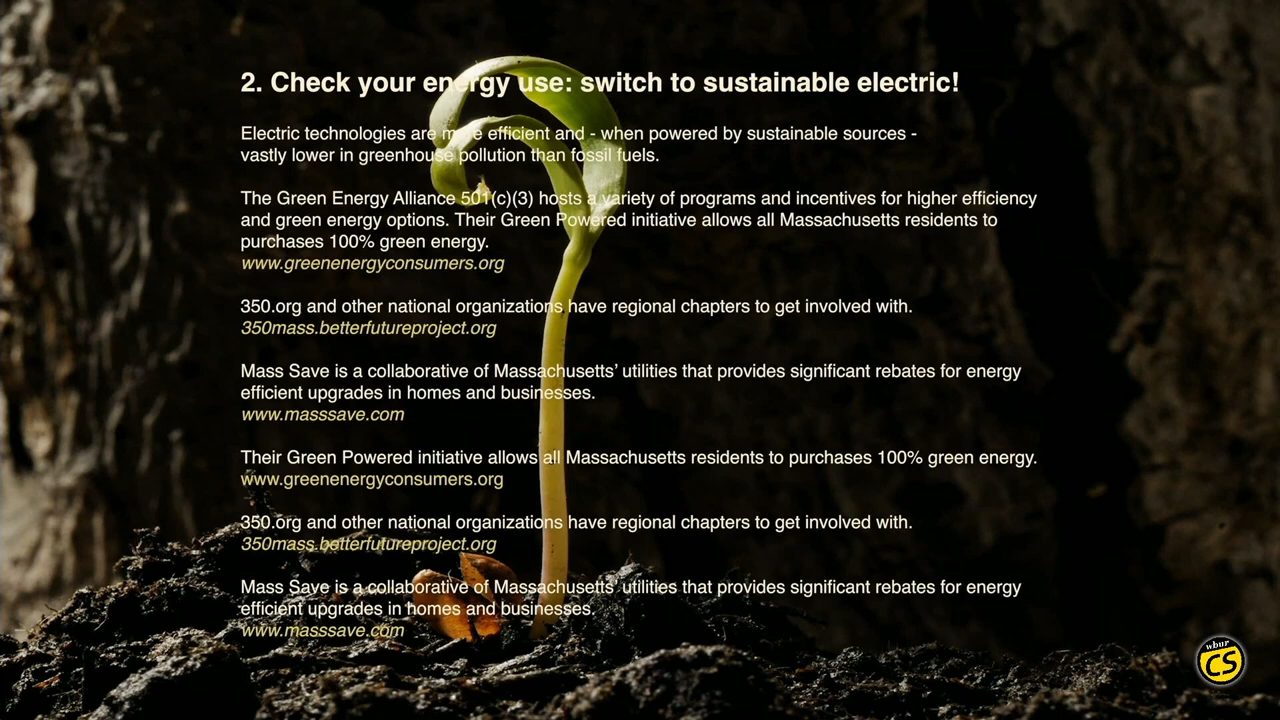 2. Check your energy use: switch to sustainable electric!
Electric technologies are more efficient and - when powered by sustainable sources -
vastly lower in greenhouse pollution than fossil fuels.
The Green Energy Alliance 501(c)(3) hosts a variety of programs and incentives for higher efficiency
and green energy options. Their Green Powered initiative allows all Massachusetts residents to
purchases 100% green energy.
www.greenenergyconsumers.org
350.org and other national organizations have regional chapters to get involved with.
350mass.betterfutureproject.org
Mass Save is a collaborative of Massachusetts’ utilities that provides significant rebates for energy
efficient upgrades in homes and businesses.
www.masssave.com
Their Green Powered initiative allows all Massachusetts residents to purchases 100% green energy.
www.greenenergyconsumers.org
350.org and other national organizations have regional chapters to get involved with.
350mass.betterfutureproject.org
Mass Save is a collaborative of Massachusetts’ utilities that provides significant rebates for energy
efficient upgrades in homes and businesses.
www.masssave.com
wbur
CS